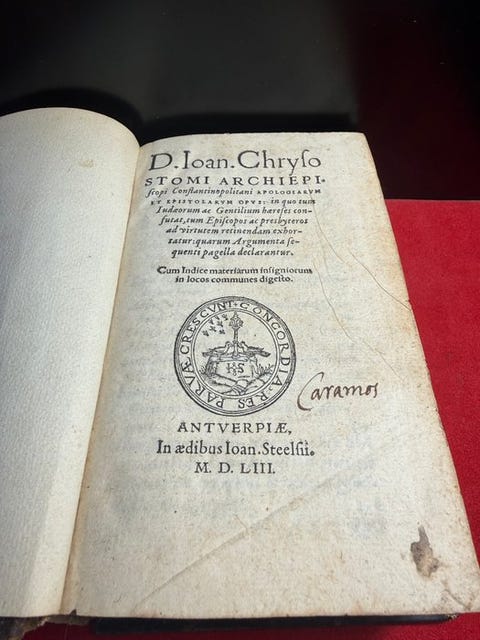 D. Ioan. Chryſo
STOMI ARCHIEPI-
ſcopi Conſtantinopolitani APOLOGIARVM
ET EPISTOLARVM OPVS: in quo tum
Iudæorum ac Gentilium hæreſes con-
futat, tum Epiſcopos ac presbyteros
ad virtutem retinendam exhor-
tatur: quarum Argumenta ſe-
quenti pagella declarantur.
Cum Indice materiarum inſigniorum
in locos communes digeſto.
CONCORDIA RES PARVÆ CRESCVNT
Caramos
ANTVERPIÆ,
In ædibus Ioan. Steelſii.
M. D. LIII.